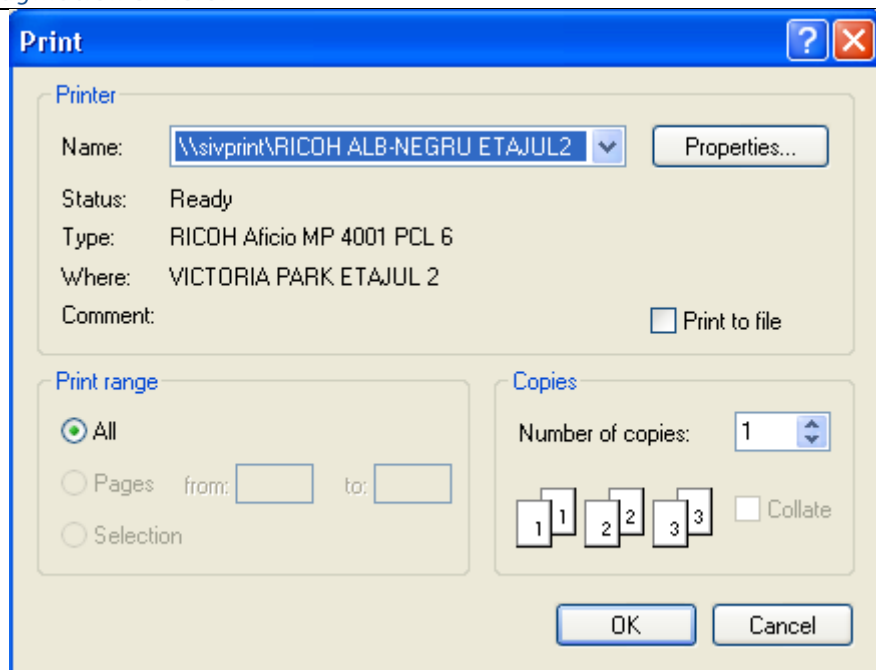 Print
Printer
Name: \\sivprint\RICOH ALB-NEGRU ETAJUL2 Properties...
Status: Ready
Type: RICOH Aficio MP 4001 PCL 6
Where: VICTORIA PARK ETAJUL 2
Comment:
Print to file
Print range
All
Pages from: to:
Selection
Copies
Number of copies: 1
1 1 2 2 3 3
Collate
OK Cancel